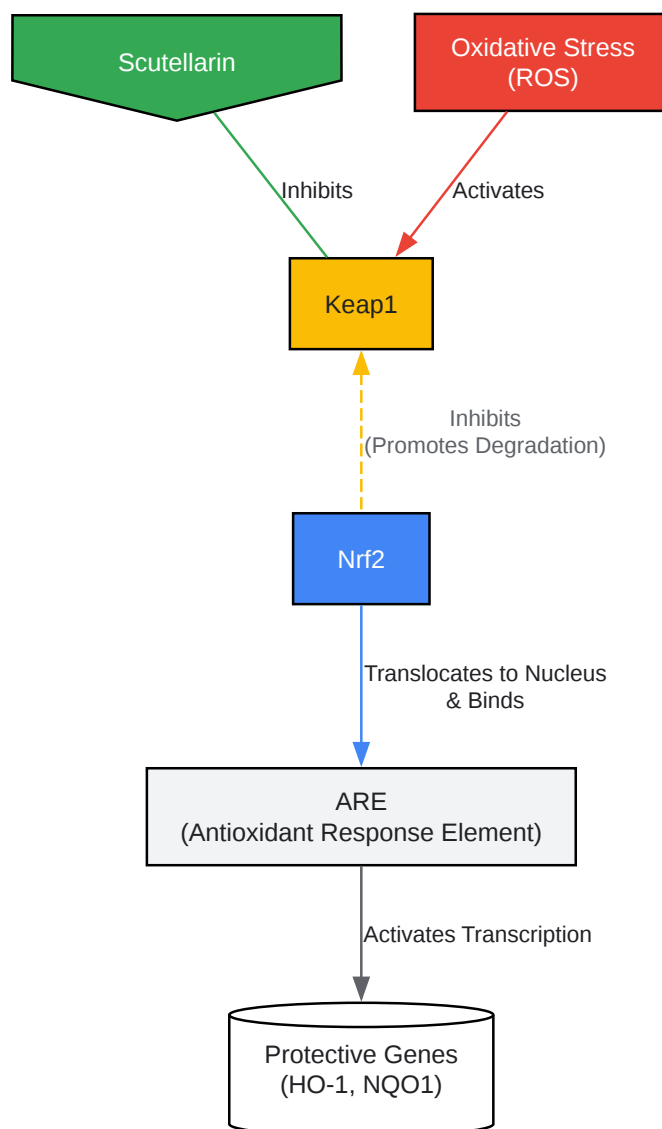 Scutellarin
Oxidative Stress
(ROS)
Inhibits
Activates
Keap1
Inhibits
(Promotes Degradation)
Nrf2
Translocates to Nucleus
& Binds
ARE
(Antioxidant Response Element)
Activates Transcription
Protective Genes
(HO-1, NQO1)